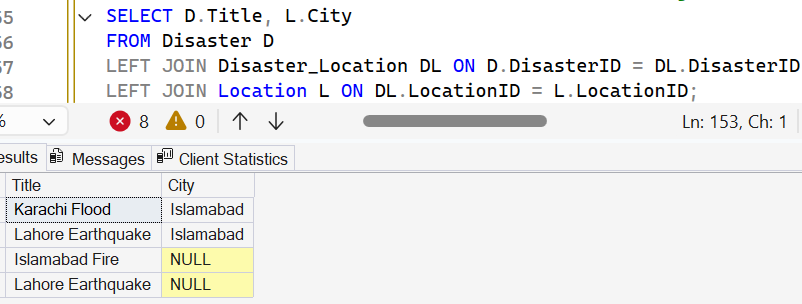 55 SELECT D.Title, L.City
56 FROM Disaster D
57 LEFT JOIN Disaster_Location DL ON D.DisasterID = DL.DisasterID
58 LEFT JOIN Location L ON DL.LocationID = L.LocationID;
% 8 0 Ln: 153, Ch: 1
esults Messages Client Statistics
Title City
Karachi Flood Islamabad
Lahore Earthquake Islamabad
Islamabad Fire NULL
Lahore Earthquake NULL